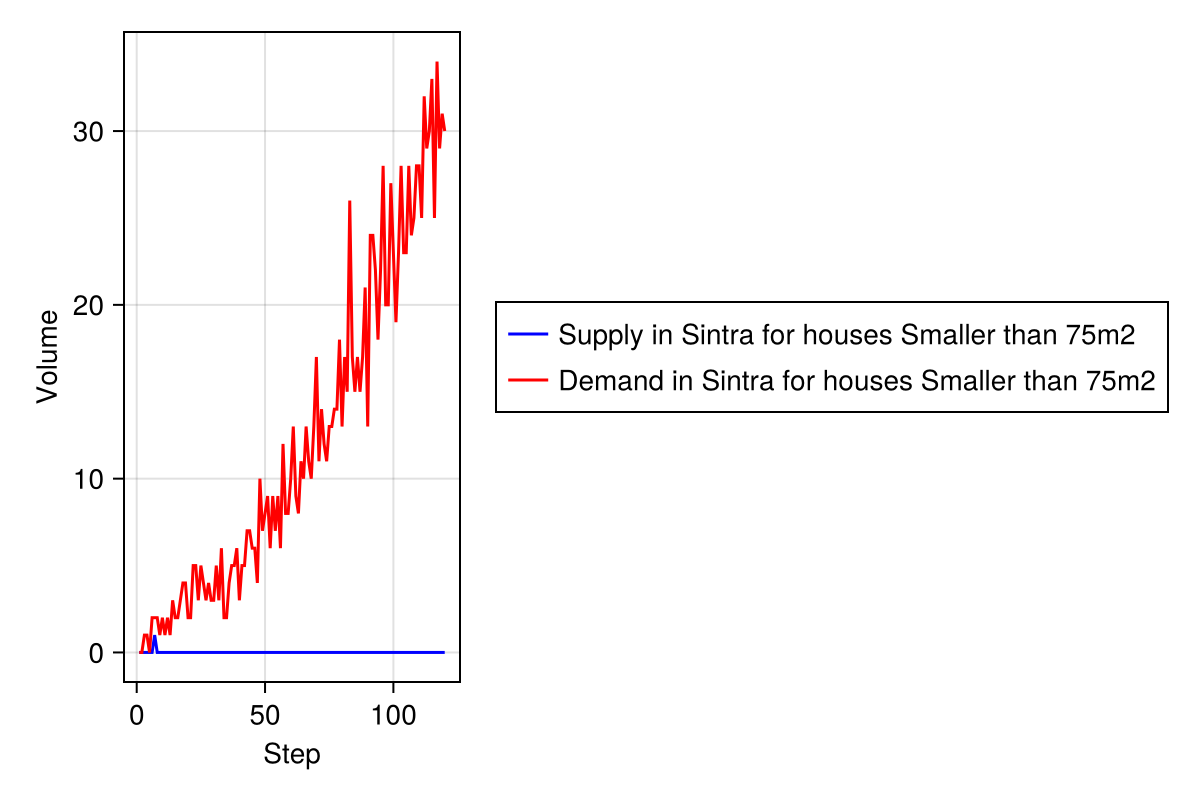 Volume
30
20
10
0
0 50 100
Step
Supply in Sintra for houses Smaller than 75m2
Demand in Sintra for houses Smaller than 75m2